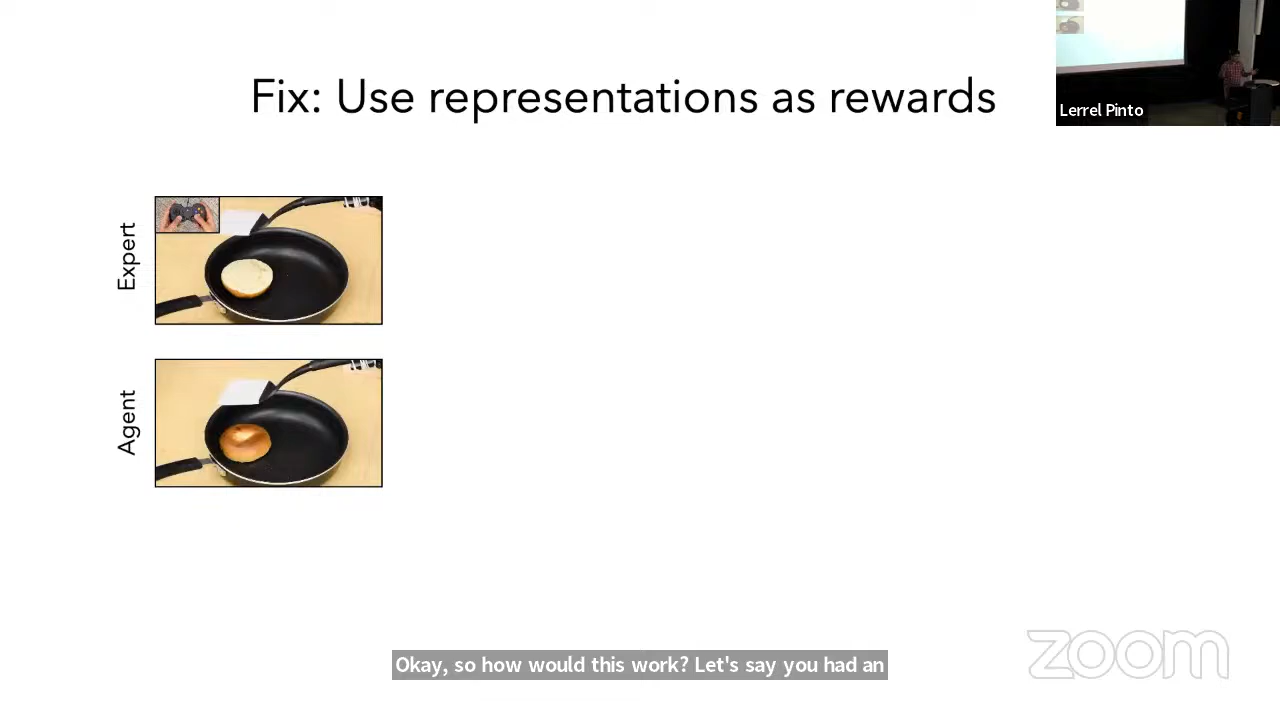 Fix: Use representations as rewards
Lerrel Pinto
Expert
Agent
Okay, so how would this work? Let's say you had an
zoom